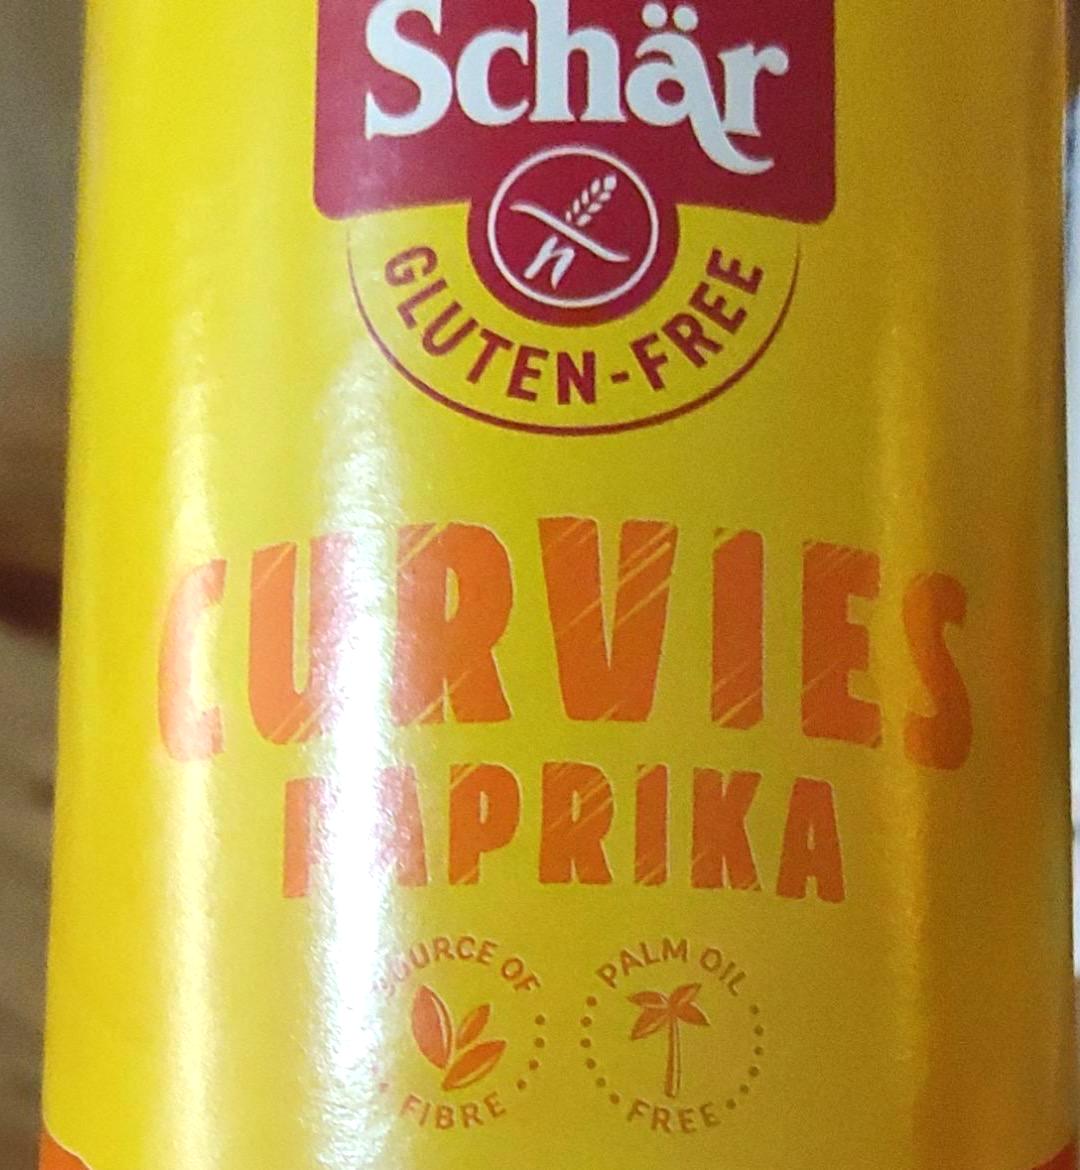 Schär
GLUTEN-FREE
CURVIES
PAPRIKA
SOURCE OF
FIBRE
PALM OIL
FREE